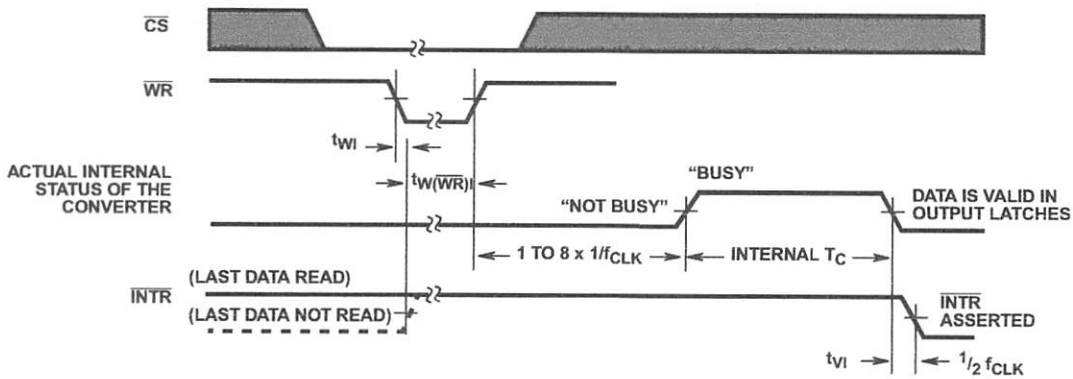 CS
WR
tWI
tW(WR)I
ACTUAL INTERNAL
STATUS OF THE
CONVERTER
"BUSY"
"NOT BUSY"
DATA IS VALID IN
OUTPUT LATCHES
1 TO 8 x 1/fCLK
INTERNAL TC
(LAST DATA READ)
INTR
(LAST DATA NOT READ)
INTR
ASSERTED
tVI
1/2 fCLK